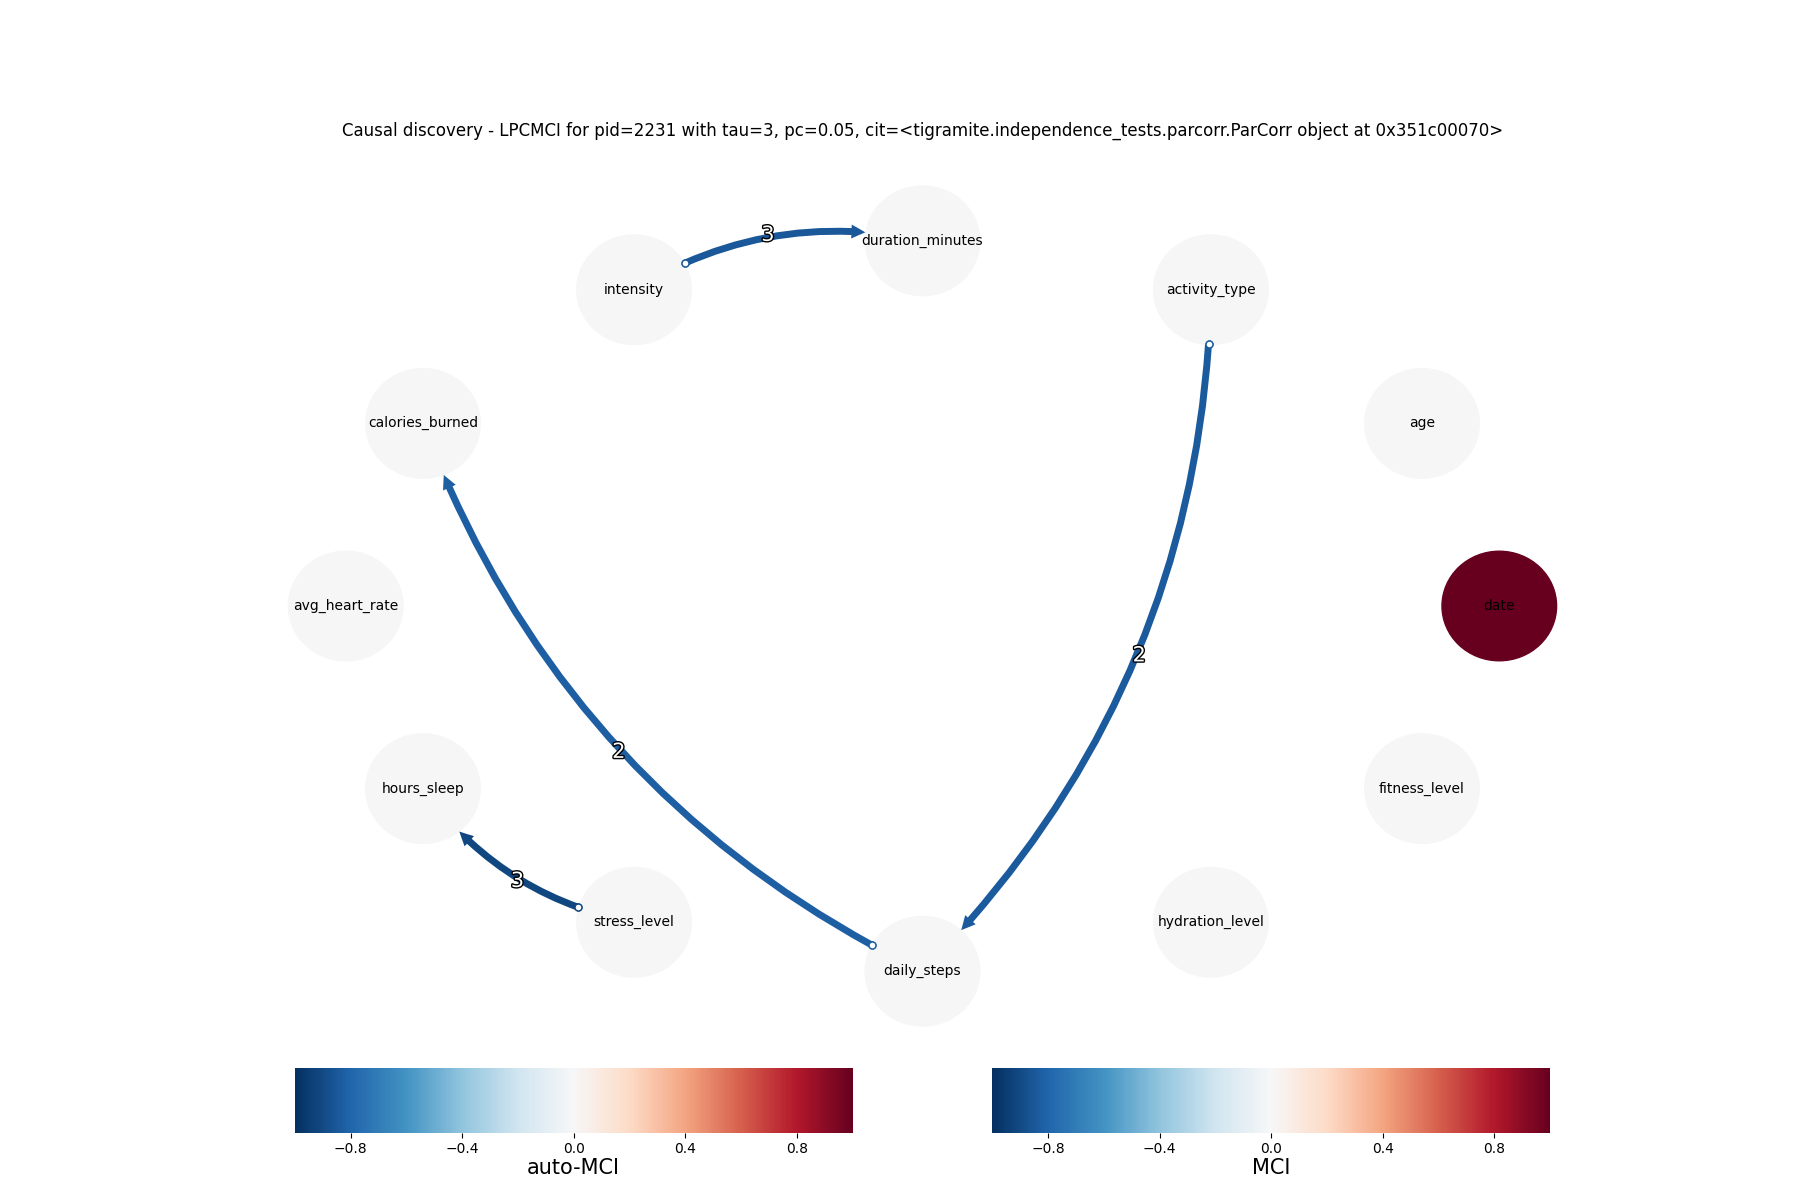 Causal discovery - LPCMCI for pid=2231 with tau=3, pc=0.05, cit=<tigramite.independence_tests.parcorr.ParCorr object at 0x351c00070>
3
duration_minutes
intensity
activity_type
calories_burned
age
avg_heart_rate
date
2
2
hours_sleep
fitness_level
3
stress_level
hydration_level
daily_steps
−0.8 −0.4 0.0 0.4 0.8
auto-MCI
−0.8 −0.4 0.0 0.4 0.8
MCI